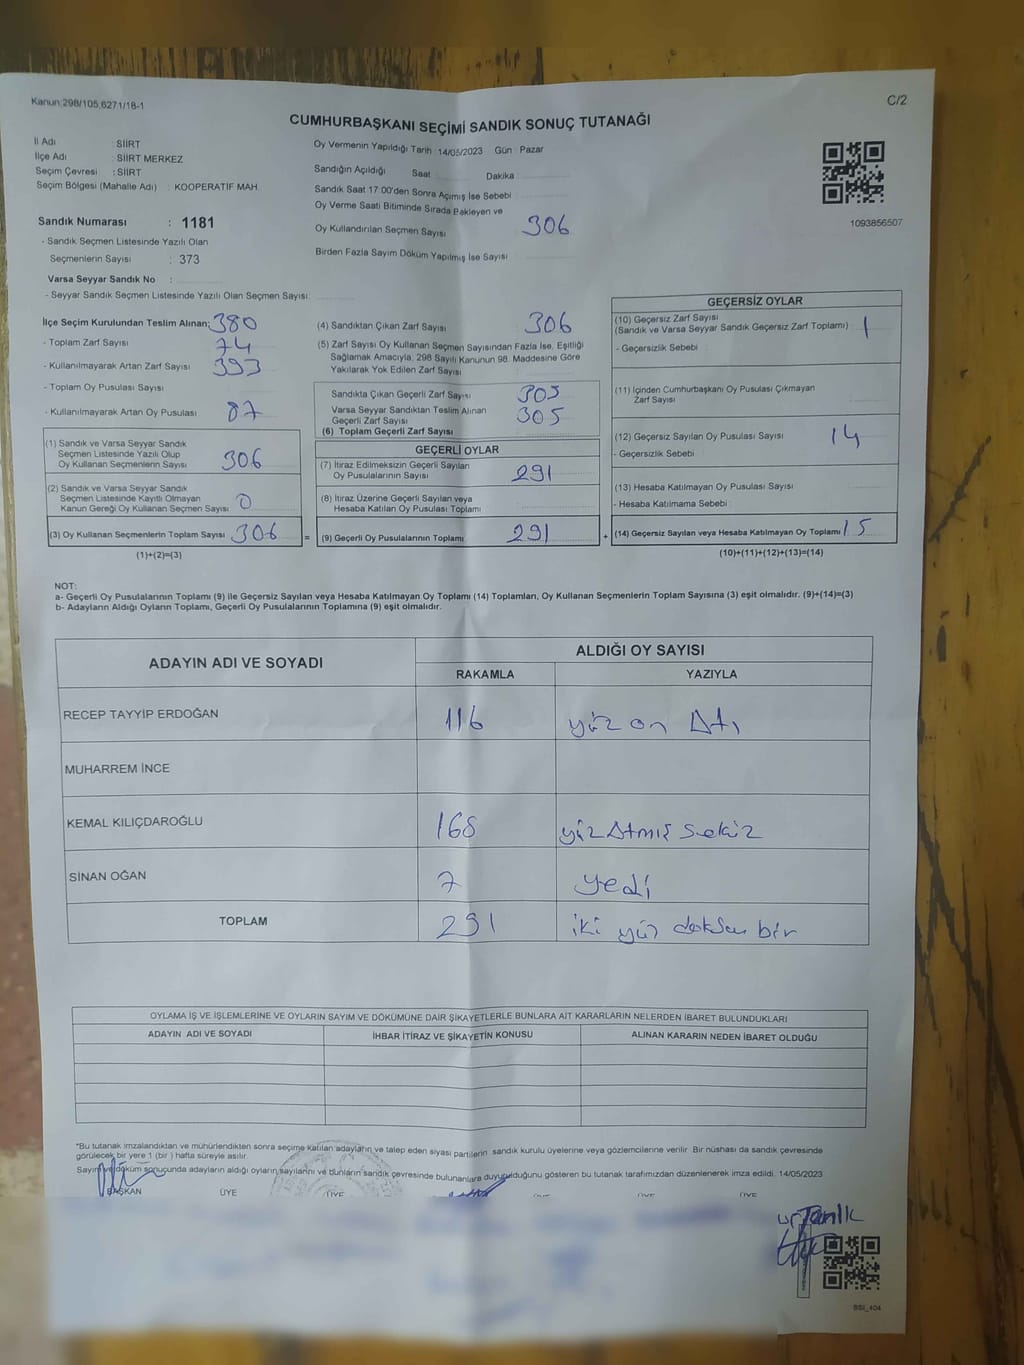 Kanun:298/105,6271/18-1
C/2
CUMHURBAŞKANI SEÇİMİ SANDIK SONUÇ TUTANAĞI
İl Adı : SİİRT
İlçe Adı : SİİRT MERKEZ
Seçim Çevresi : SİİRT
Seçim Bölgesi (Mahalle Adı) : KOOPERATİF MAH.
Sandık Numarası : 1181
- Sandık Seçmen Listesinde Yazılı Olan
Seçmenlerin Sayısı : 373
Varsa Seyyar Sandık No :
- Seyyar Sandık Seçmen Listesinde Yazılı Olan Seçmen Sayısı:
Oy Vermenin Yapıldığı Tarih :14/05/2023 Gün : Pazar
Sandığın Açıldığı Saat Dakika
Sandık Saat 17.00'den Sonra Açımış İse Sebebi
Oy Verme Saati Bitiminde Sırada Bekleyen ve
Oy Kullandırılan Seçmen Sayısı 306
Birden Fazla Sayım Döküm Yapılmış İse Sayısı
1093856507
İlçe Seçim Kurulundan Teslim Alınan; 380
- Toplam Zarf Sayısı 74
- Kullanılmayarak Artan Zarf Sayısı 393
- Toplam Oy Pusulası Sayısı
- Kullanılmayarak Artan Oy Pusulası 87
(1) Sandık ve Varsa Seyyar Sandık
Seçmen Listesinde Yazılı Olup
Oy Kullanan Seçmenlerin Sayısı 306
(2) Sandık ve Varsa Seyyar Sandık
Seçmen Listesinde Kayıtlı Olmayan
Kanun Gereği Oy Kullanan Seçmen Sayısı 0
(3) Oy Kullanan Seçmenlerin Toplam Sayısı 306
(1)+(2)=(3)
(4) Sandıktan Çıkan Zarf Sayısı 306
(5) Zarf Sayısı Oy Kullanan Seçmen Sayısından Fazla İse, Eşitliği
Sağlamak Amacıyla; 298 Sayılı Kanunun 98. Maddesine Göre
Yakılarak Yok Edilen Zarf Sayısı
Sandıkta Çıkan Geçerli Zarf Sayısı 305
Varsa Seyyar Sandıktan Teslim Alınan
Geçerli Zarf Sayısı 305
(6) Toplam Geçerli Zarf Sayısı
GEÇERLİ OYLAR
(7) İtiraz Edilmeksizin Geçerli Sayılan
Oy Pusulalarının Sayısı 291
(8) İtiraz Üzerine Geçerli Sayılan veya
Hesaba Katılan Oy Pusulası Toplamı
= (9) Geçerli Oy Pusulalarının Toplamı 291 +
GEÇERSİZ OYLAR
(10) Geçersiz Zarf Sayısı
(Sandık ve Varsa Seyyar Sandık Geçersiz Zarf Toplamı) 1
- Geçersizlik Sebebi
(11) İçinden Cumhurbaşkanı Oy Pusulası Çıkmayan
Zarf Sayısı
(12) Geçersiz Sayılan Oy Pusulası Sayısı 14
- Geçersizlik Sebebi
(13) Hesaba Katılmayan Oy Pusulası Sayısı
- Hesaba Katılmama Sebebi
(14) Geçersiz Sayılan veya Hesaba Katılmayan Oy Toplamı 15
(10)+(11)+(12)+(13)=(14)
NOT:
a- Geçerli Oy Pusulalarının Toplamı (9) ile Geçersiz Sayılan veya Hesaba Katılmayan Oy Toplamı (14) Toplamları, Oy Kullanan Seçmenlerin Toplam Sayısına (3) eşit olmalıdır. (9)+(14)=(3)
b- Adayların Aldığı Oyların Toplamı, Geçerli Oy Pusulalarının Toplamına (9) eşit olmalıdır.
ADAYIN ADI VE SOYADI
ALDIĞI OY SAYISI
RAKAMLA YAZIYLA
RECEP TAYYİP ERDOĞAN 116 yüz on Altı
MUHARREM İNCE
KEMAL KILIÇDAROĞLU 168 yüz Atmış sekiz
SİNAN OĞAN 7 yedi
TOPLAM 291 iki yüz doksan bir
OYLAMA İŞ VE İŞLEMLERİNE VE OYLARIN SAYIM VE DÖKÜMÜNE DAİR ŞİKAYETLERLE BUNLARA AİT KARARLARIN NELERDEN İBARET BULUNDUKLARI
ADAYIN ADI VE SOYADI İHBAR İTİRAZ VE ŞİKAYETİN KONUSU ALINAN KARARIN NEDEN İBARET OLDUĞU
*Bu tutanak imzalandıktan ve mühürlendikten sonra seçime katılan adayların ve talep eden siyasi partilerin sandık kurulu üyelerine veya gözlemcilerine verilir. Bir nüshası da sandık çevresinde
görülecek bir yere 1 (bir ) hafta süreyle asılır.
Sayım ve döküm sonuçunda adayların aldığı oyların sayılarını ve bunların sandık çevresinde bulunanlara duyurulduğunu gösteren bu tutanak tarafımızdan düzenlenerek imza edildi. 14/05/2023
BAŞKAN ÜYE ÜYE ÜYE ÜYE ÜYE
BSI_404